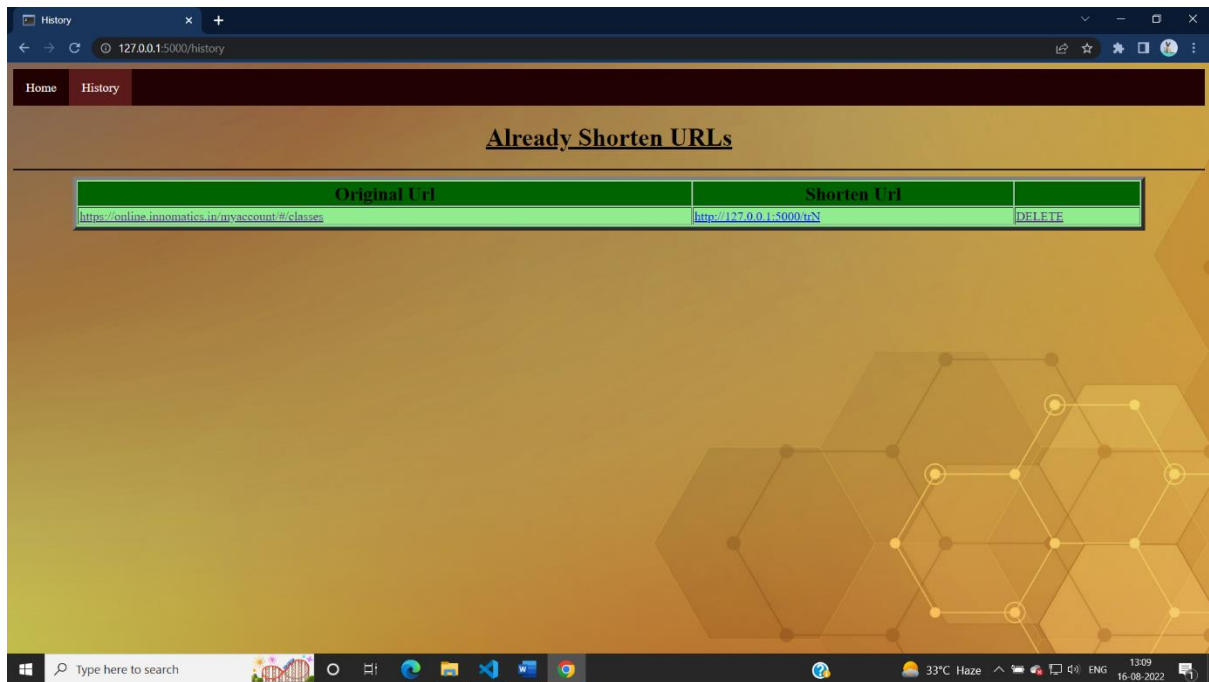 History
127.0.0.1:5000/history
Home History
Already Shorten URLs
Original Url Shorten Url
https://online.innomatics.in/myaccount/#/classes http://127.0.0.1:5000/trN DELETE
Type here to search 33°C Haze ENG 13:09
16-08-2022